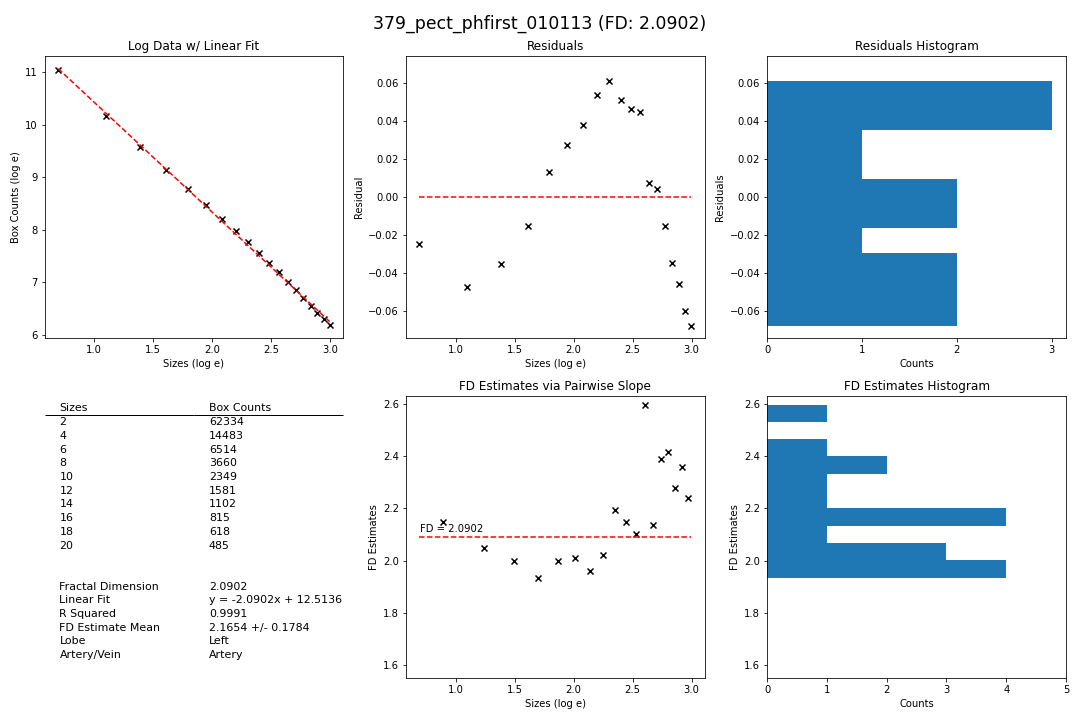 379_pect_phfirst_010113 (FD: 2.0902)
Log Data w/ Linear Fit
Box Counts (log e)
11
10
9
8
7
6
1.0 1.5 2.0 2.5 3.0
Sizes (log e)
Residuals
Residual
0.06
0.04
0.02
0.00
−0.02
−0.04
−0.06
1.0 1.5 2.0 2.5 3.0
Sizes (log e)
Residuals Histogram
Residuals
0.06
0.04
0.02
0.00
−0.02
−0.04
−0.06
0 1 2 3
Counts
Sizes Box Counts
2 62334
4 14483
6 6514
8 3660
10 2349
12 1581
14 1102
16 815
18 618
20 485
Fractal Dimension 2.0902
Linear Fit y = -2.0902x + 12.5136
R Squared 0.9991
FD Estimate Mean 2.1654 +/- 0.1784
Lobe Left
Artery/Vein Artery
FD Estimates via Pairwise Slope
FD Estimates
2.6
2.4
2.2
2.0
1.8
1.6
FD = 2.0902
1.0 1.5 2.0 2.5 3.0
Sizes (log e)
FD Estimates Histogram
FD Estimates
2.6
2.4
2.2
2.0
1.8
1.6
0 1 2 3 4 5
Counts